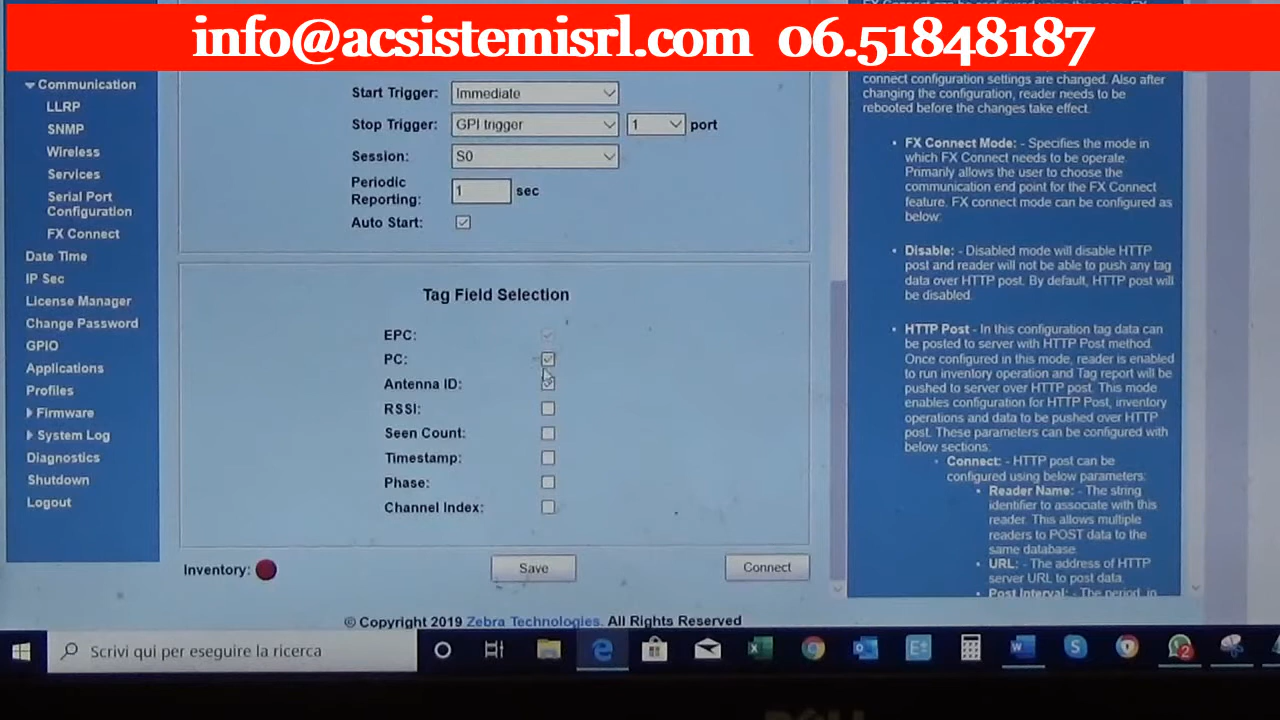 info@acsistemisrl.com 06.51848187
Communication
LLRP
SNMP
Wireless
Services
Serial Port
Configuration
FX Connect
Date Time
IP Sec
License Manager
Change Password
GPIO
Applications
Profiles
Firmware
System Log
Diagnostics
Shutdown
Logout
Start Trigger: Immediate
Stop Trigger: GPI trigger 1 port
Session: S0
Periodic
Reporting: 1 sec
Auto Start:
Tag Field Selection
EPC:
PC:
Antenna ID:
RSSI:
Seen Count:
Timestamp:
Phase:
Channel Index:
Inventory: Save Connect
© Copyright 2019 Zebra Technologies. All Rights Reserved
connect configuration settings are changed. Also after
changing the configuration, reader needs to be
rebooted before the changes take effect.
• FX Connect Mode: - Specifies the mode in
which FX Connect needs to be operate.
Primarily allows the user to choose the
communication end point for the FX Connect
feature. FX connect mode can be configured as
below:
• Disable: - Disabled mode will disable HTTP
post and reader will not be able to push any tag
data over HTTP post. By default, HTTP post will
be disabled.
• HTTP Post - In this configuration tag data can
be posted to server with HTTP Post method.
Once configured in this mode, reader is enabled
to run inventory operation and Tag report will be
pushed to server over HTTP post. This mode
enables configuration for HTTP Post, inventory
operations and data to be pushed over HTTP
post. These parameters can be configured with
below sections.
• Connect: - HTTP post can be
configured using below parameters:
• Reader Name: - The string
identifier to associate with this
reader. This allows multiple
readers to POST data to the
same database.
• URL: - The address of HTTP
server URL to post data.
• Post Interval: - The period, in
Scrivi qui per eseguire la ricerca
2